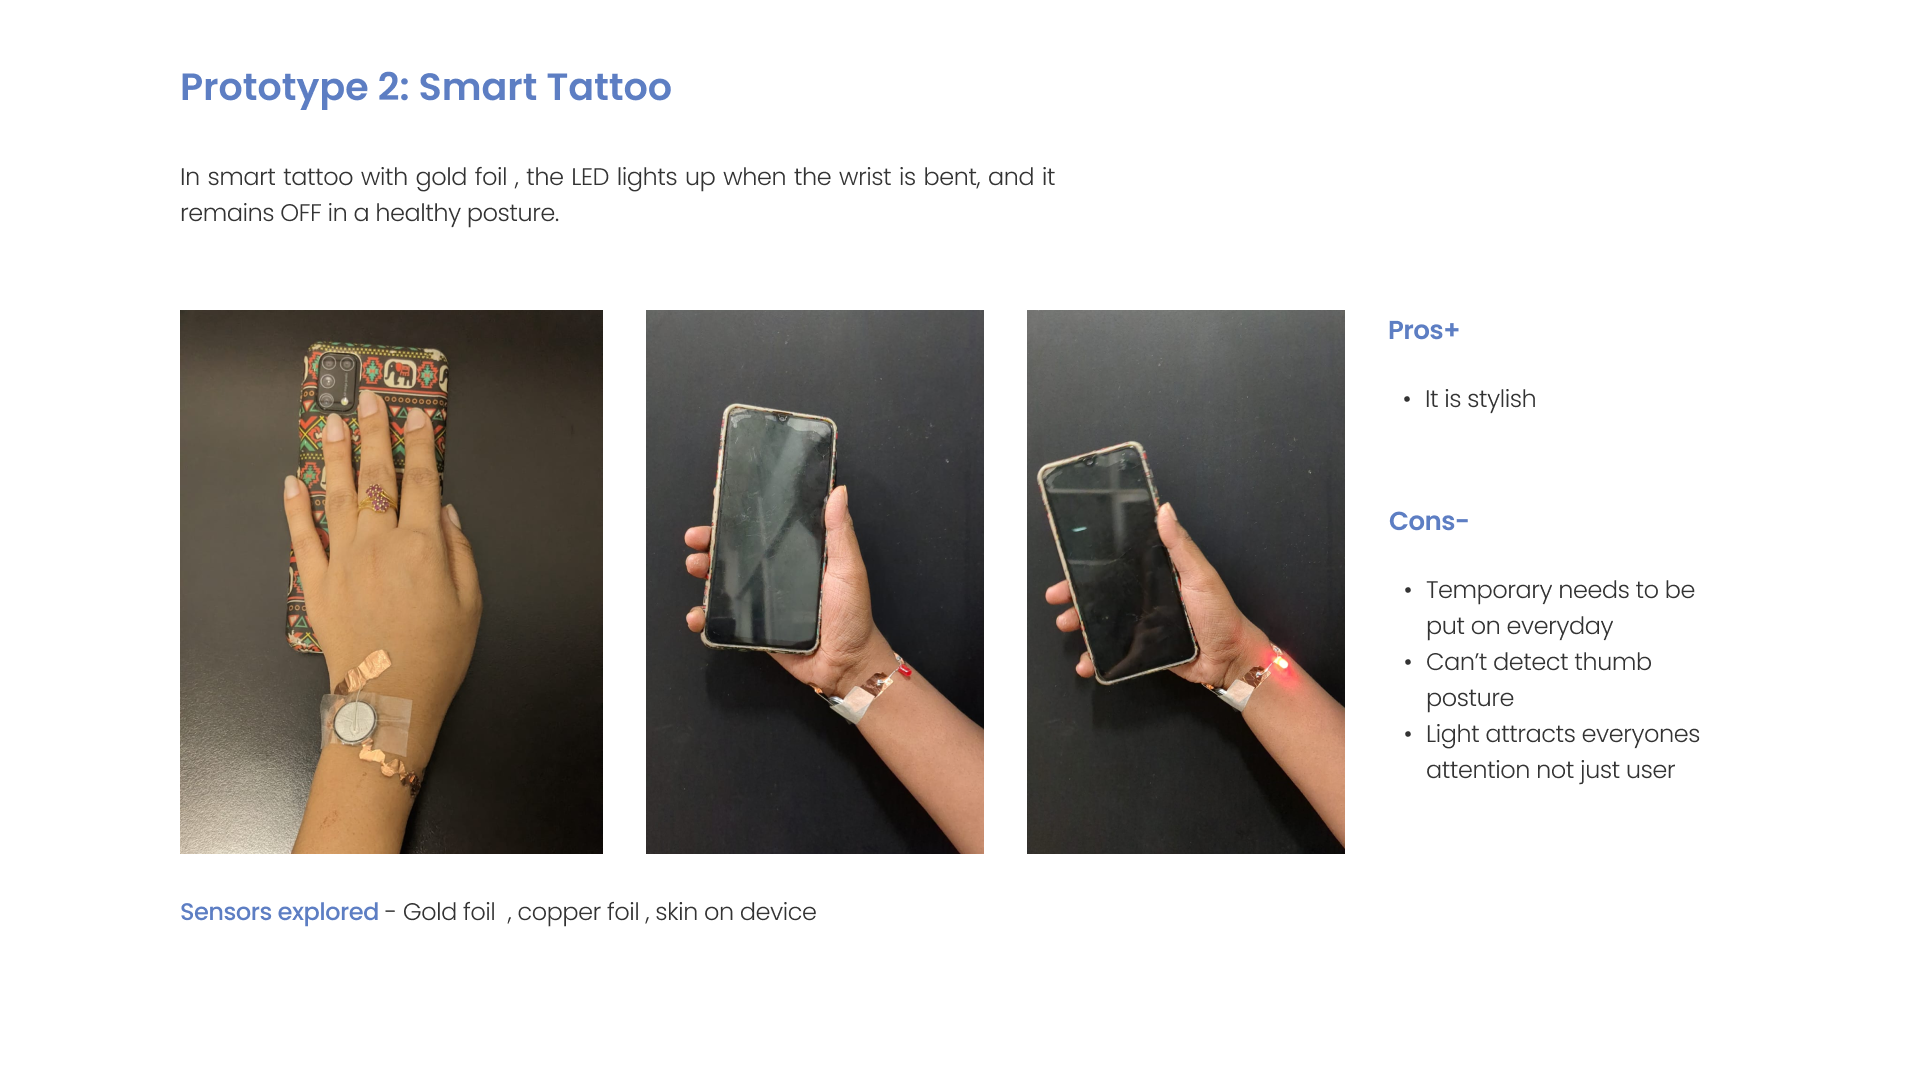 Prototype 2: Smart Tattoo
In smart tattoo with gold foil , the LED lights up when the wrist is bent, and it
remains OFF in a healthy posture.
Pros+
• It is stylish
Cons-
• Temporary needs to be
put on everyday
• Can't detect thumb
posture
• Light attracts everyones
attention not just user
Sensors explored - Gold foil , copper foil , skin on device